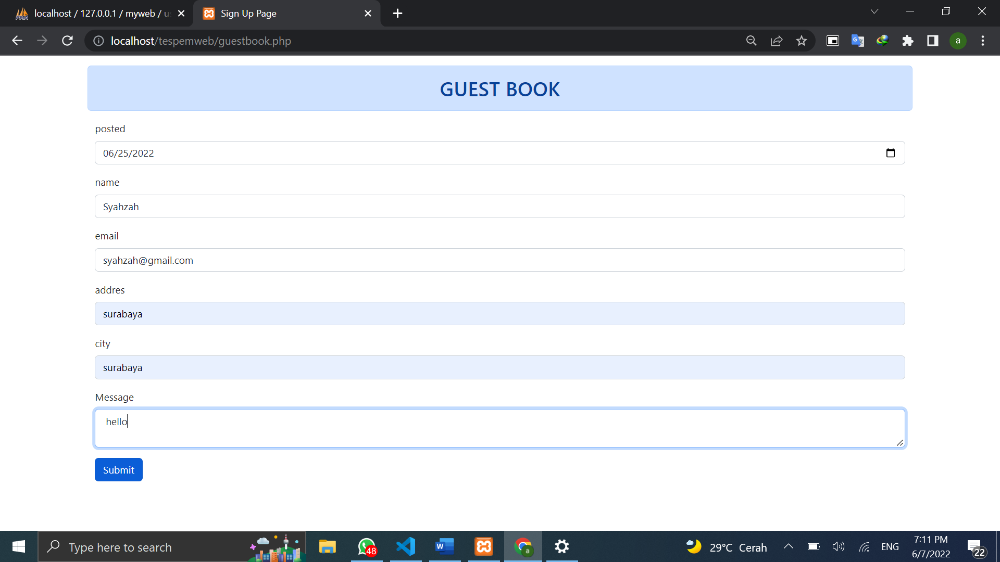 localhost / 127.0.0.1 / myweb / us
Sign Up Page
localhost/tespemweb/guestbook.php
a
GUEST BOOK
posted
06/25/2022
name
Syahzah
email
syahzah@gmail.com
addres
surabaya
city
surabaya
Message
hello
Submit
Type here to search
48
a
29°C Cerah
ENG
7:11 PM
6/7/2022
22